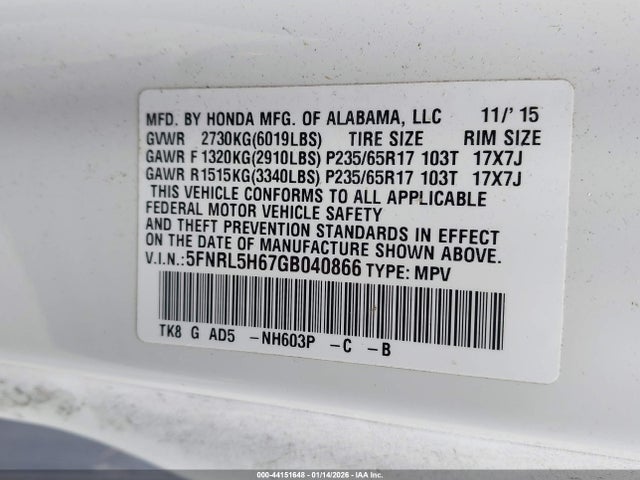 MFD. BY HONDA MFG. OF ALABAMA, LLC 11/' 15
GVWR 2730KG(6019LBS) TIRE SIZE RIM SIZE
GAWR F 1320KG(2910LBS) P235/65R17 103T 17X7J
GAWR R 1515KG(3340LBS) P235/65R17 103T 17X7J
THIS VEHICLE CONFORMS TO ALL APPLICABLE
FEDERAL MOTOR VEHICLE SAFETY
AND THEFT PREVENTION STANDARDS IN EFFECT
ON THE DATE OF MANUFACTURE SHOWN ABOVE.
V.I.N.: 5FNRL5H67GB040866 TYPE: MPV
TK8 G AD5 -NH603P -C -B
000-44151648 - 01/14/2026 - IAA Inc.